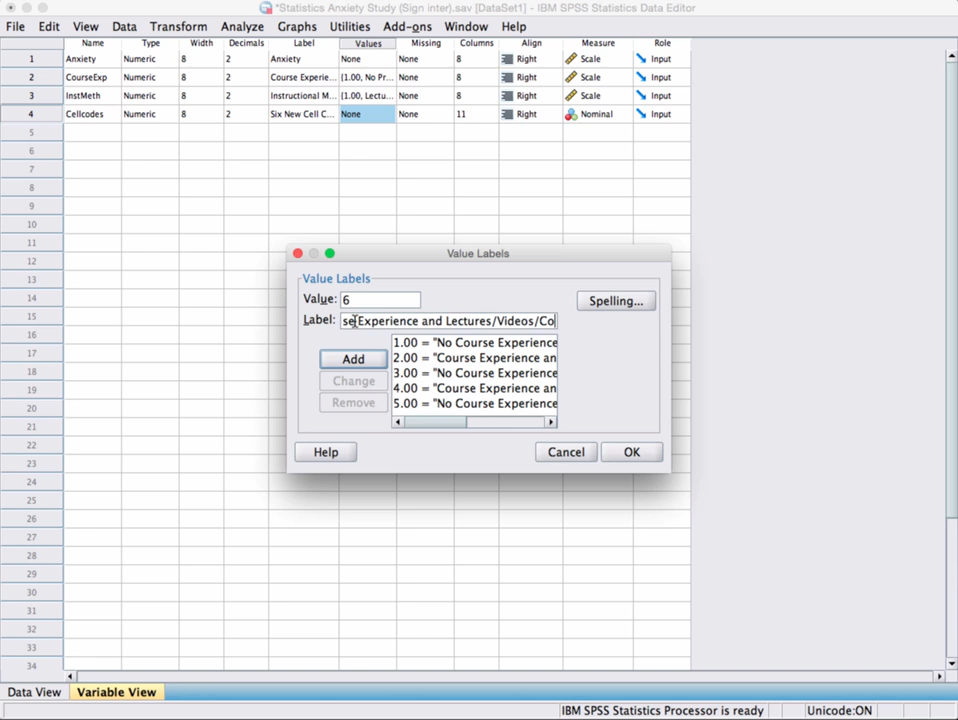 *Statistics Anxiety Study (Sign inter).sav [DataSet1] - IBM SPSS Statistics Data Editor
File Edit View Data Transform Analyze Graphs Utilities Add-ons Window Help
Name Type Width Decimals Label Values Missing Columns Align Measure Role
1 Anxiety Numeric 8 2 Anxiety None None 8 Right Scale Input
2 CourseExp Numeric 8 2 Course Experie... {1.00, No Pr... None 8 Right Scale Input
3 InstMeth Numeric 8 2 Instructional M... {1.00, Lectu... None 8 Right Scale Input
4 Cellcodes Numeric 8 2 Six New Cell C... None None 11 Right Nominal Input
5
6
7
8
9
10
11
12
13
14
15
16
17
18
19
20
21
22
23
24
25
26
27
28
29
30
31
32
33
34
Value Labels
Value Labels
Value: 6
Spelling...
Label: se Experience and Lectures/Videos/Co
1.00 = "No Course Experience
2.00 = "Course Experience an
3.00 = "No Course Experience
4.00 = "Course Experience an
5.00 = "No Course Experience
Add
Change
Remove
Help Cancel OK
Data View Variable View
IBM SPSS Statistics Processor is ready Unicode:ON